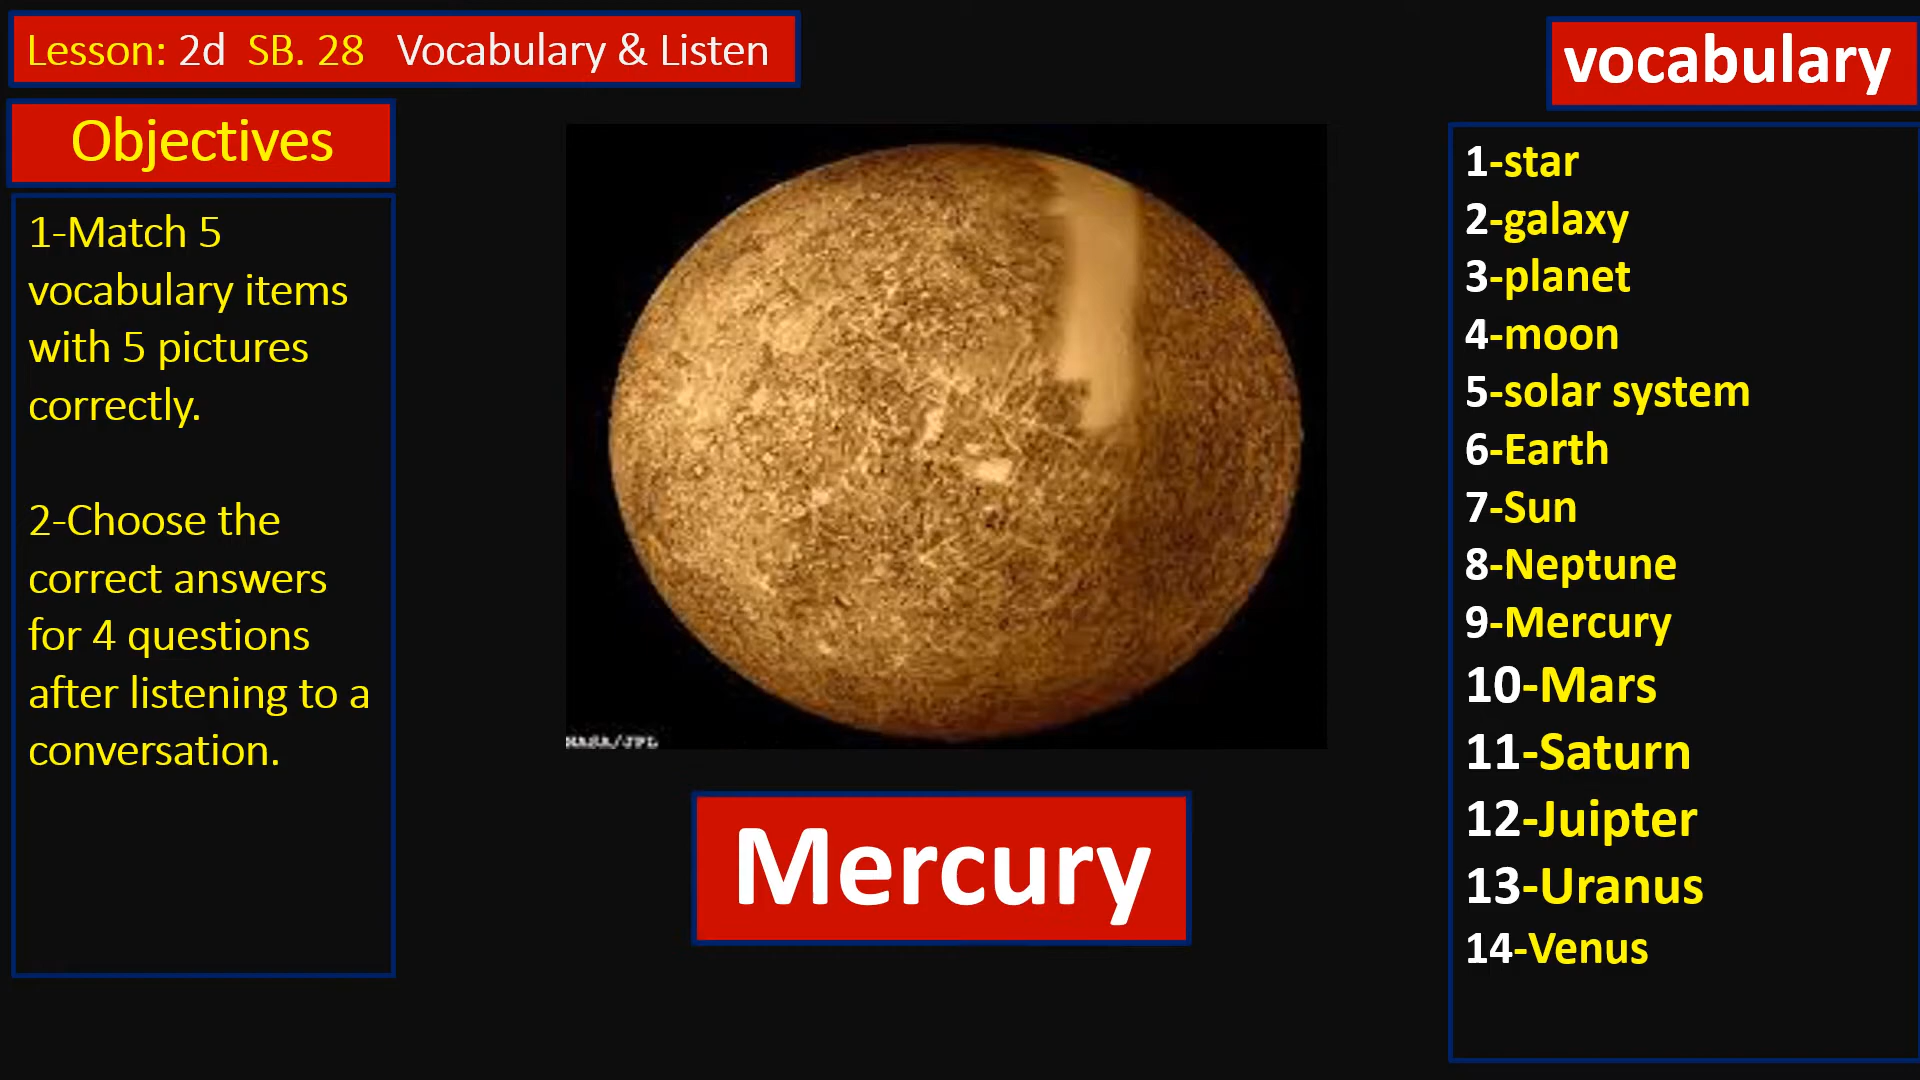 Lesson: 2d SB. 28 Vocabulary & Listen
Objectives
1-Match 5
vocabulary items
with 5 pictures
correctly.
2-Choose the
correct answers
for 4 questions
after listening to a
conversation.
NASA/JPL
Mercury
vocabulary
1-star
2-galaxy
3-planet
4-moon
5-solar system
6-Earth
7-Sun
8-Neptune
9-Mercury
10-Mars
11-Saturn
12-Juipter
13-Uranus
14-Venus